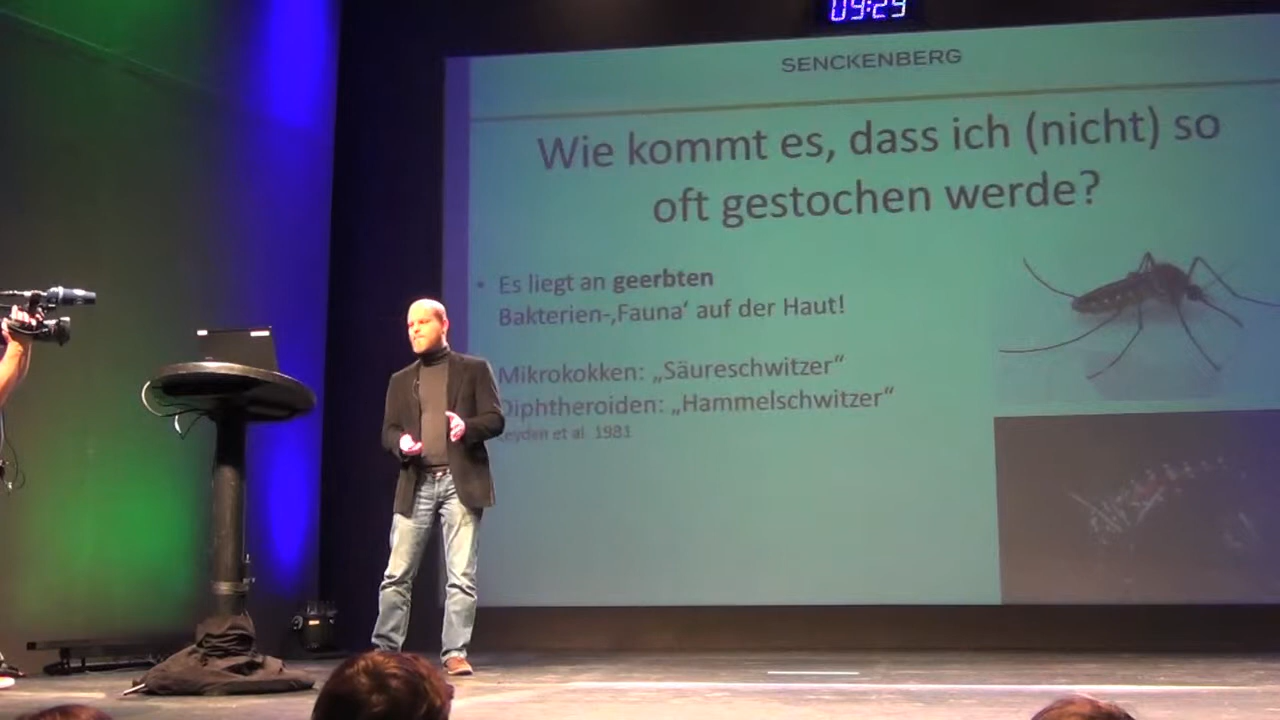 09:29
SENCKENBERG
Wie kommt es, dass ich (nicht) so
oft gestochen werde?
• Es liegt an geerbten
Bakterien-‚Fauna‘ auf der Haut!
Mikrokokken: „Säureschwitzer“
Diphtheroiden: „Hammelschwitzer“
Leyden et al. 1981